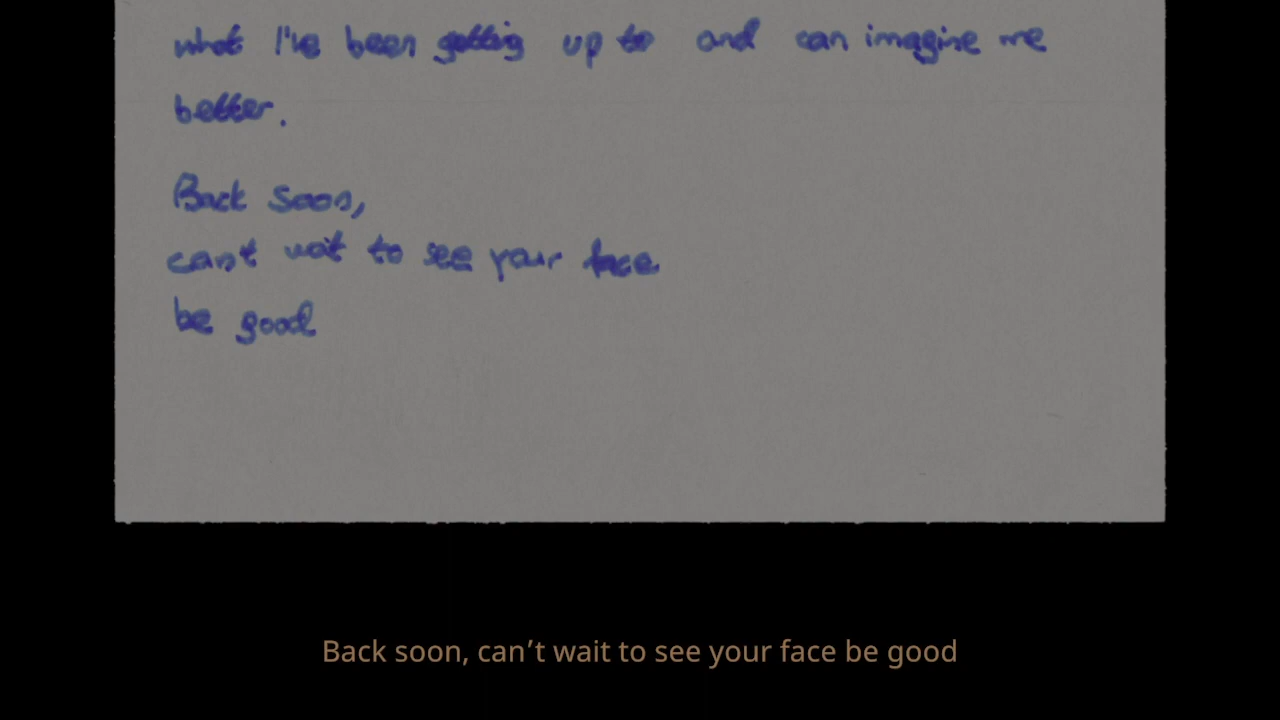 what I've been getting up to and can imagine me
better.
Back soon,
can't wait to see your face
be good
Back soon, can’t wait to see your face be good